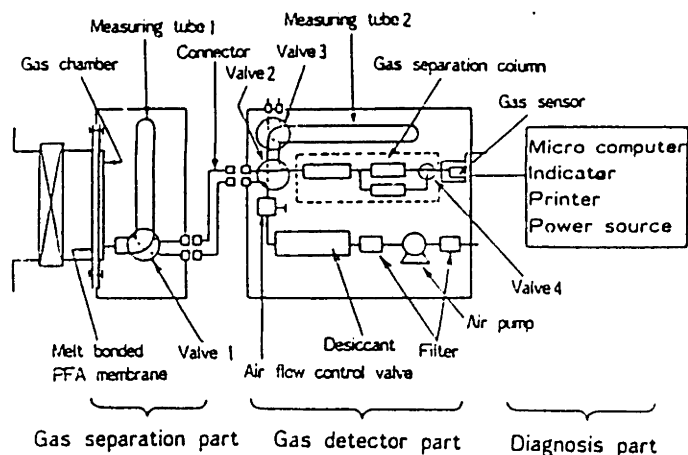 Measuring tube 1
Measuring tube 2
Connector
Valve 3
Gas chamber
Valve 2
Gas separation column
Gas sensor
Micro computer
Indicator
Printer
Power source
Valve 4
Air pump
Melt bonded
PFA membrane
Valve 1
Desiccant
Filter
Air flow control valve
Gas separation part
Gas detector part
Diagnosis part